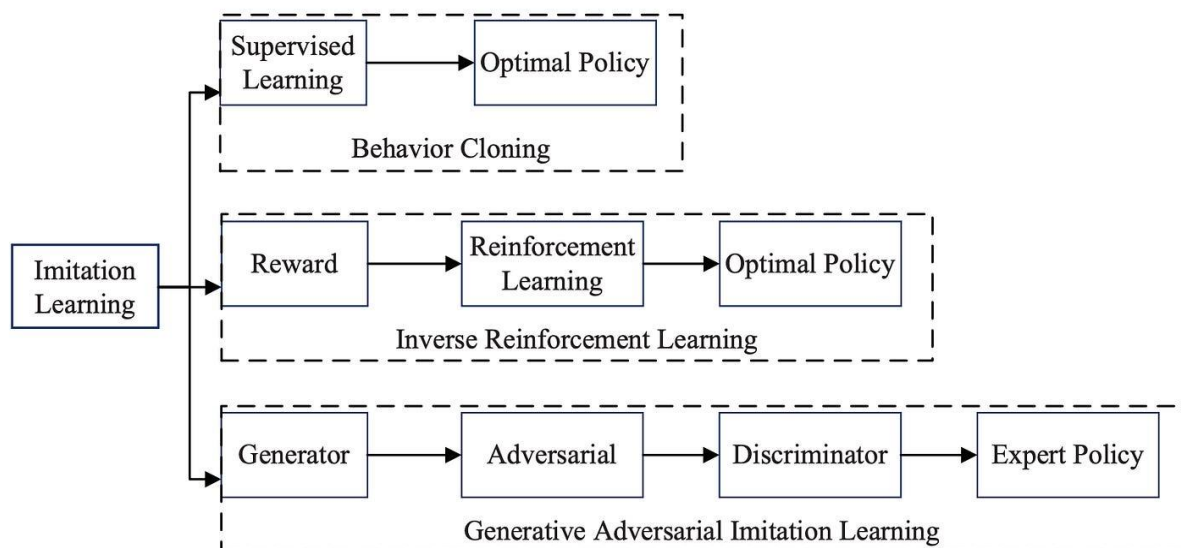 Supervised
Learning
Optimal Policy
Behavior Cloning
Imitation
Learning
Reward
Reinforcement
Learning
Optimal Policy
Inverse Reinforcement Learning
Generator
Adversarial
Discriminator
Expert Policy
Generative Adversarial Imitation Learning